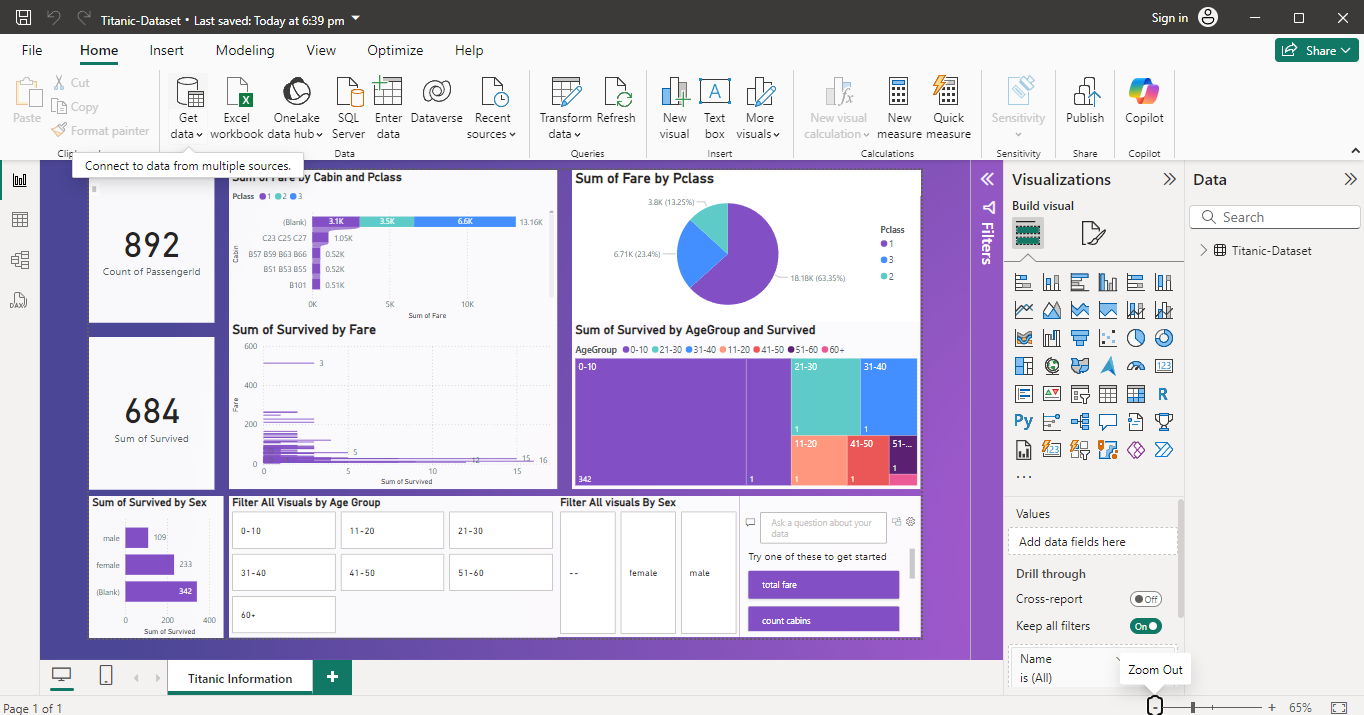 Titanic-Dataset • Last saved: Today at 6:39 pm
Sign in
File Home Insert Modeling View Optimize Help
Share
Paste
Cut
Copy
Format painter
Get data
Excel workbook
OneLake data hub
SQL Server
Enter data
Dataverse
Recent sources
Transform data
Refresh
New visual
Text box
More visuals
New visual calculation
New measure
Quick measure
Sensitivity
Publish
Copilot
Data
Queries
Insert
Calculations
Sensitivity
Share
Copilot
Connect to data from multiple sources.
892
Count of PassengerId
684
Sum of Survived
Sum of Fare by Cabin and Pclass
Pclass 1 2 3
Cabin
(Blank) 3.1K 3.5K 6.6K 13.16K
C23 C25 C27 1.05K
B57 B59 B63 B66 0.52K
B51 B53 B55 0.52K
B101 0.51K
0K 5K 10K
Sum of Fare
Sum of Fare by Pclass
3.8K (13.25%)
6.71K (23.4%)
18.18K (63.35%)
Pclass
1
3
2
Sum of Survived by Fare
Fare
600
400
200
0
3
5
12
15
16
0 5 10 15
Sum of Survived
Sum of Survived by AgeGroup and Survived
AgeGroup 0-10 21-30 31-40 11-20 41-50 51-60 60+
0-10
342
1
21-30
1
31-40
1
11-20
1
41-50
1
51-...
1
Sum of Survived by Sex
male 109
female 233
(Blank) 342
0 200 400
Sum of Survived
Filter All Visuals by Age Group
0-10 11-20 21-30
31-40 41-50 51-60
60+
Filter All visuals By Sex
-- female male
Ask a question about your
data
Try one of these to get started
total fare
count cabins
Filters
Visualizations
Build visual
123
R
Py
123
...
Values
Add data fields here
Drill through
Cross-report Off
Keep all filters On
Name
is (All)
Zoom Out
Data
Search
Titanic-Dataset
DAX
Titanic Information
+
Page 1 of 1
- + 65%